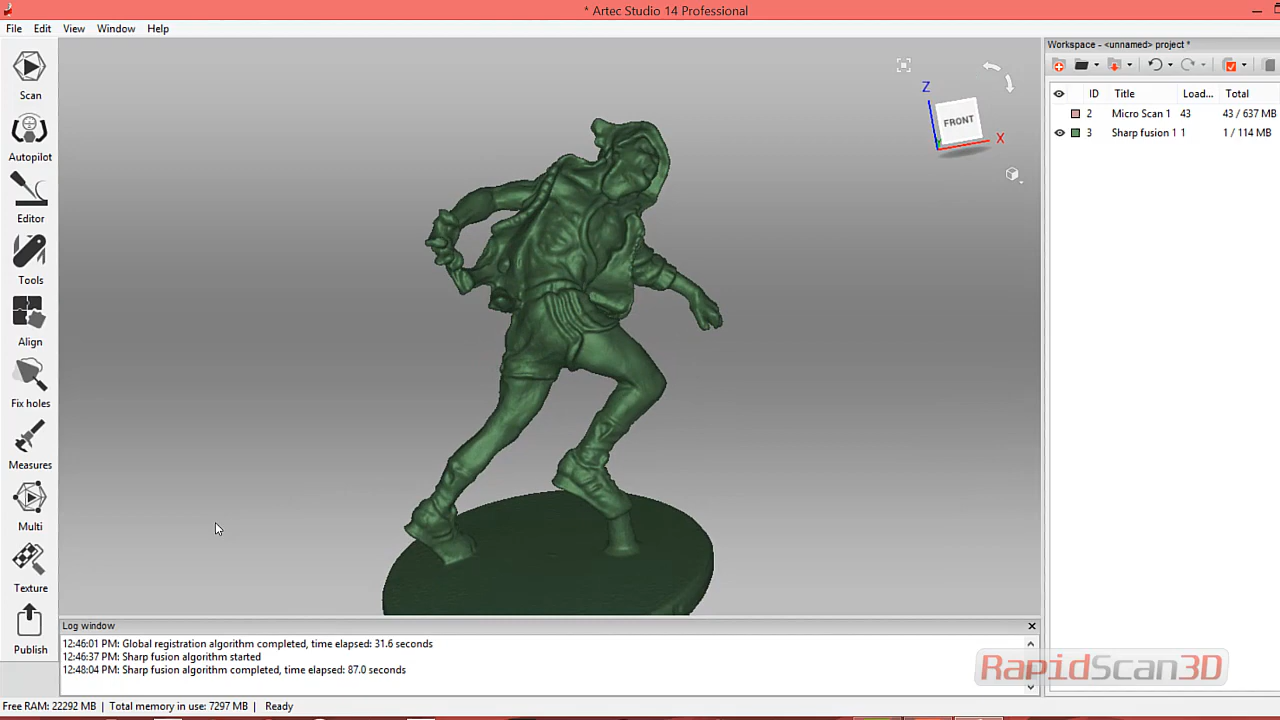 * Artec Studio 14 Professional
File Edit View Window Help
Workspace - <unnamed> project *
Scan
Autopilot
Editor
Tools
Align
Fix holes
Measures
Multi
Texture
Publish
Z
FRONT
X
ID Title Load... Total
2 Micro Scan 1 43 43 / 637 MB
3 Sharp fusion 1 1 1 / 114 MB
Log window
12:46:01 PM: Global registration algorithm completed, time elapsed: 31.6 seconds
12:46:37 PM: Sharp fusion algorithm started
12:48:04 PM: Sharp fusion algorithm completed, time elapsed: 87.0 seconds
RapidScan3D
Free RAM: 22292 MB | Total memory in use: 7297 MB | Ready